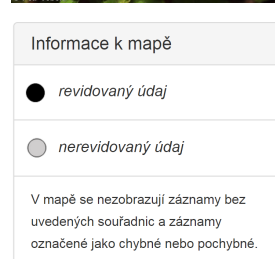 Informace k mapě
revidovaný údaj
nerevidovaný údaj
V mapě se nezobrazují záznamy bez
uvedených souřadnic a záznamy
označené jako chybné nebo pochybné.